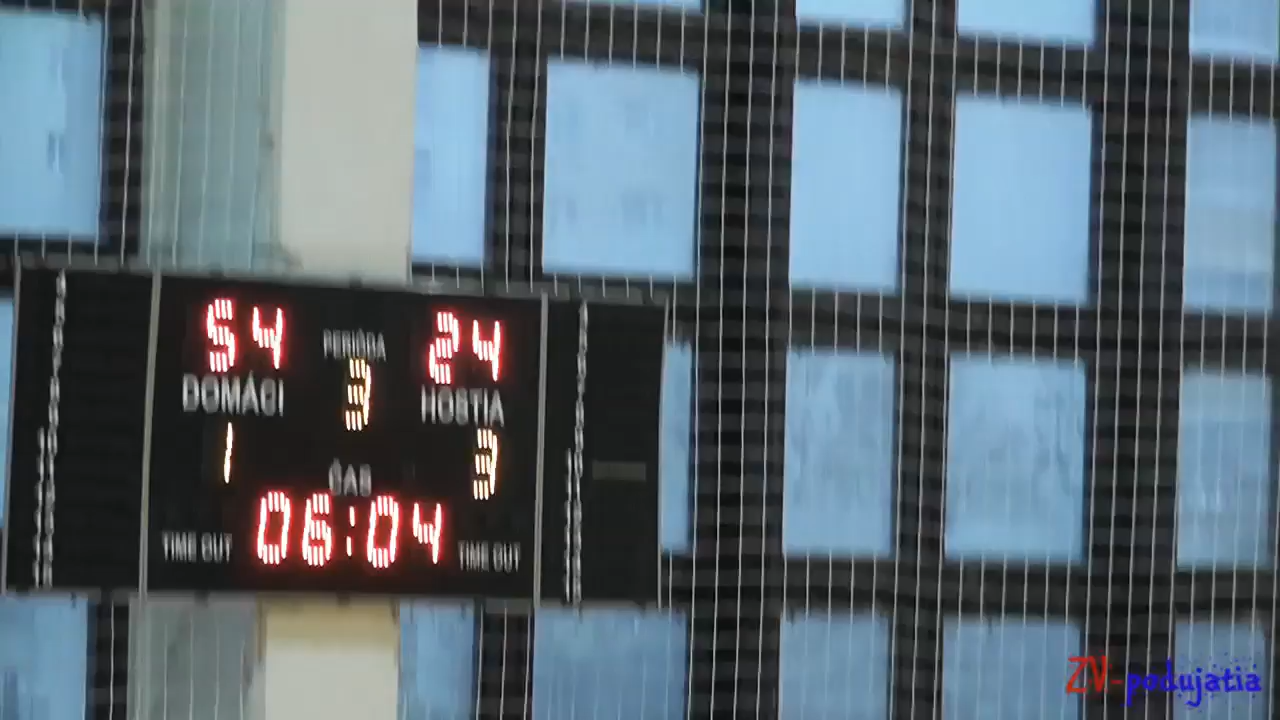 54 24
PERIÓDA
DOMÁCI 3 HOSTIA
1 3
ČAS
06:04
TIME OUT TIME OUT
ZV-podujatia